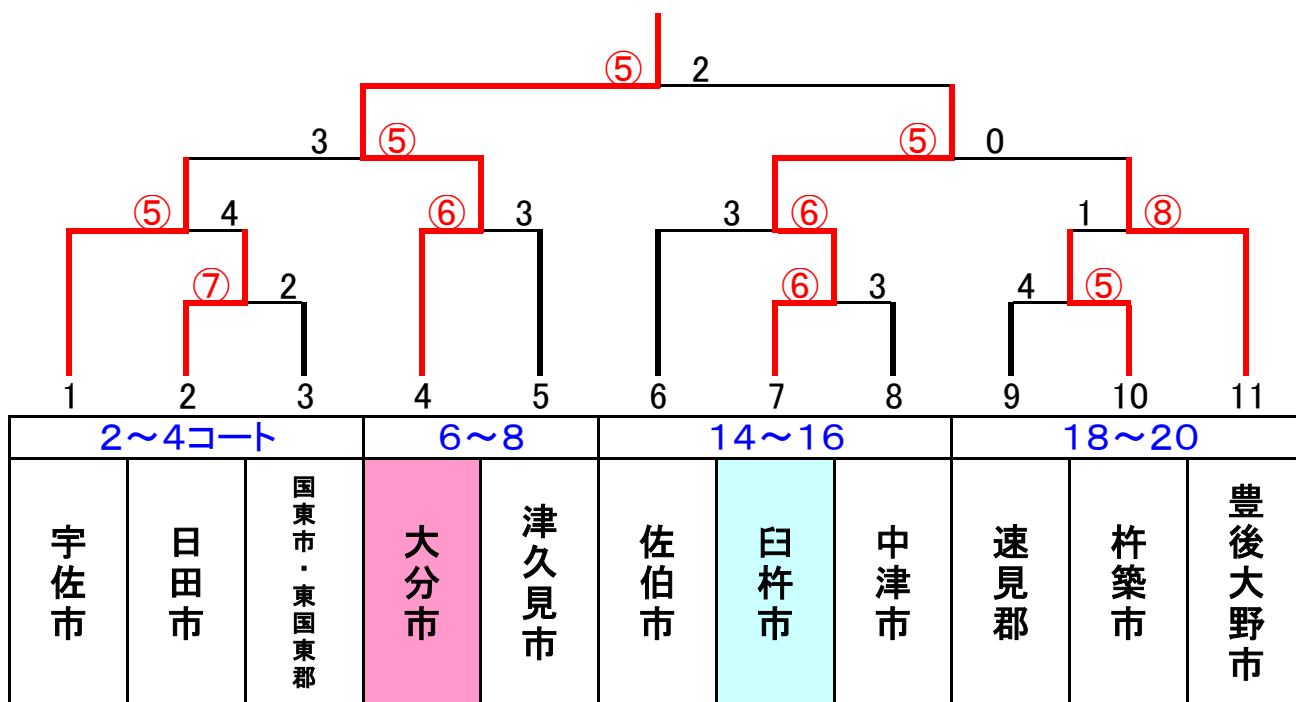 ⑤ 2
3 ⑤ ⑤ 0
⑤ 4 ⑥ 3 3 ⑥ 1 ⑧
⑦ 2 ⑥ 3 4 ⑤
1 2 3 4 5 6 7 8 9 10 11
2～4コート 6～8 14～16 18～20
宇佐市
日田市
国東市・東国東郡
大分市
津久見市
佐伯市
臼杵市
中津市
速見郡
杵築市
豊後大野市